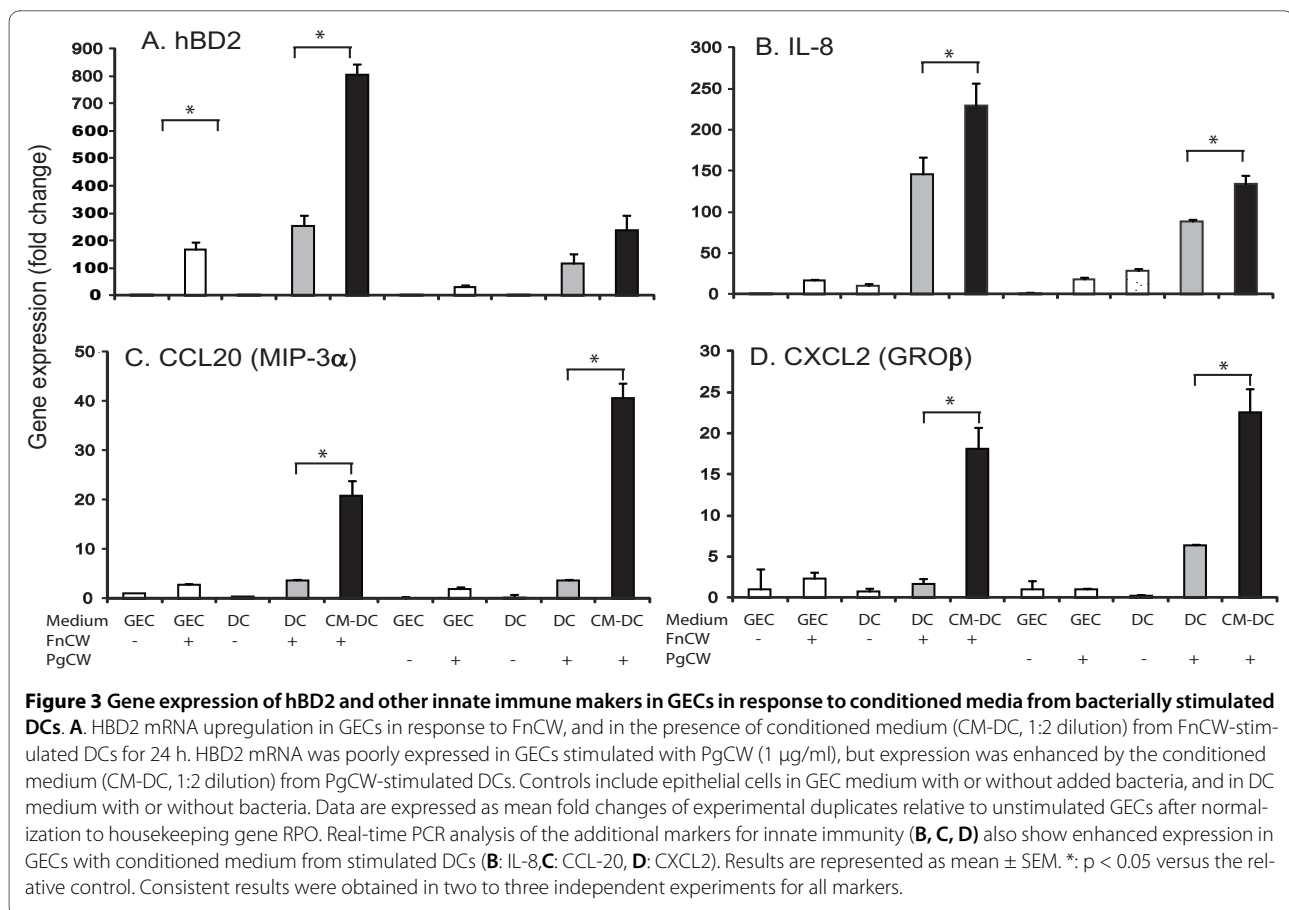 A. hBD2
*
*
900
800
700
600
500
400
300
200
100
0
B. IL-8
*
*
300
250
200
150
100
50
0
Gene expression (fold change)
C. CCL20 (MIP-3α)
*
*
50
40
30
20
10
0
D. CXCL2 (GROβ)
*
*
30
25
20
15
10
5
0
Medium GEC GEC DC DC CM-DC GEC GEC DC DC CM-DC
FnCW - + - + +
PgCW - + - + +
Medium GEC GEC DC DC CM-DC GEC GEC DC DC CM-DC
FnCW - + - + +
PgCW - + - + +
Figure 3 Gene expression of hBD2 and other innate immune makers in GECs in response to conditioned media from bacterially stimulated
DCs. A. HBD2 mRNA upregulation in GECs in response to FnCW, and in the presence of conditioned medium (CM-DC, 1:2 dilution) from FnCW-stim-
ulated DCs for 24 h. HBD2 mRNA was poorly expressed in GECs stimulated with PgCW (1 μg/ml), but expression was enhanced by the conditioned
medium (CM-DC, 1:2 dilution) from PgCW-stimulated DCs. Controls include epithelial cells in GEC medium with or without added bacteria, and in DC
medium with or without bacteria. Data are expressed as mean fold changes of experimental duplicates relative to unstimulated GECs after normal-
ization to housekeeping gene RPO. Real-time PCR analysis of the additional markers for innate immunity (B, C, D) also show enhanced expression in
GECs with conditioned medium from stimulated DCs (B: IL-8,C: CCL-20, D: CXCL2). Results are represented as mean ± SEM. *: p < 0.05 versus the rel-
ative control. Consistent results were obtained in two to three independent experiments for all markers.